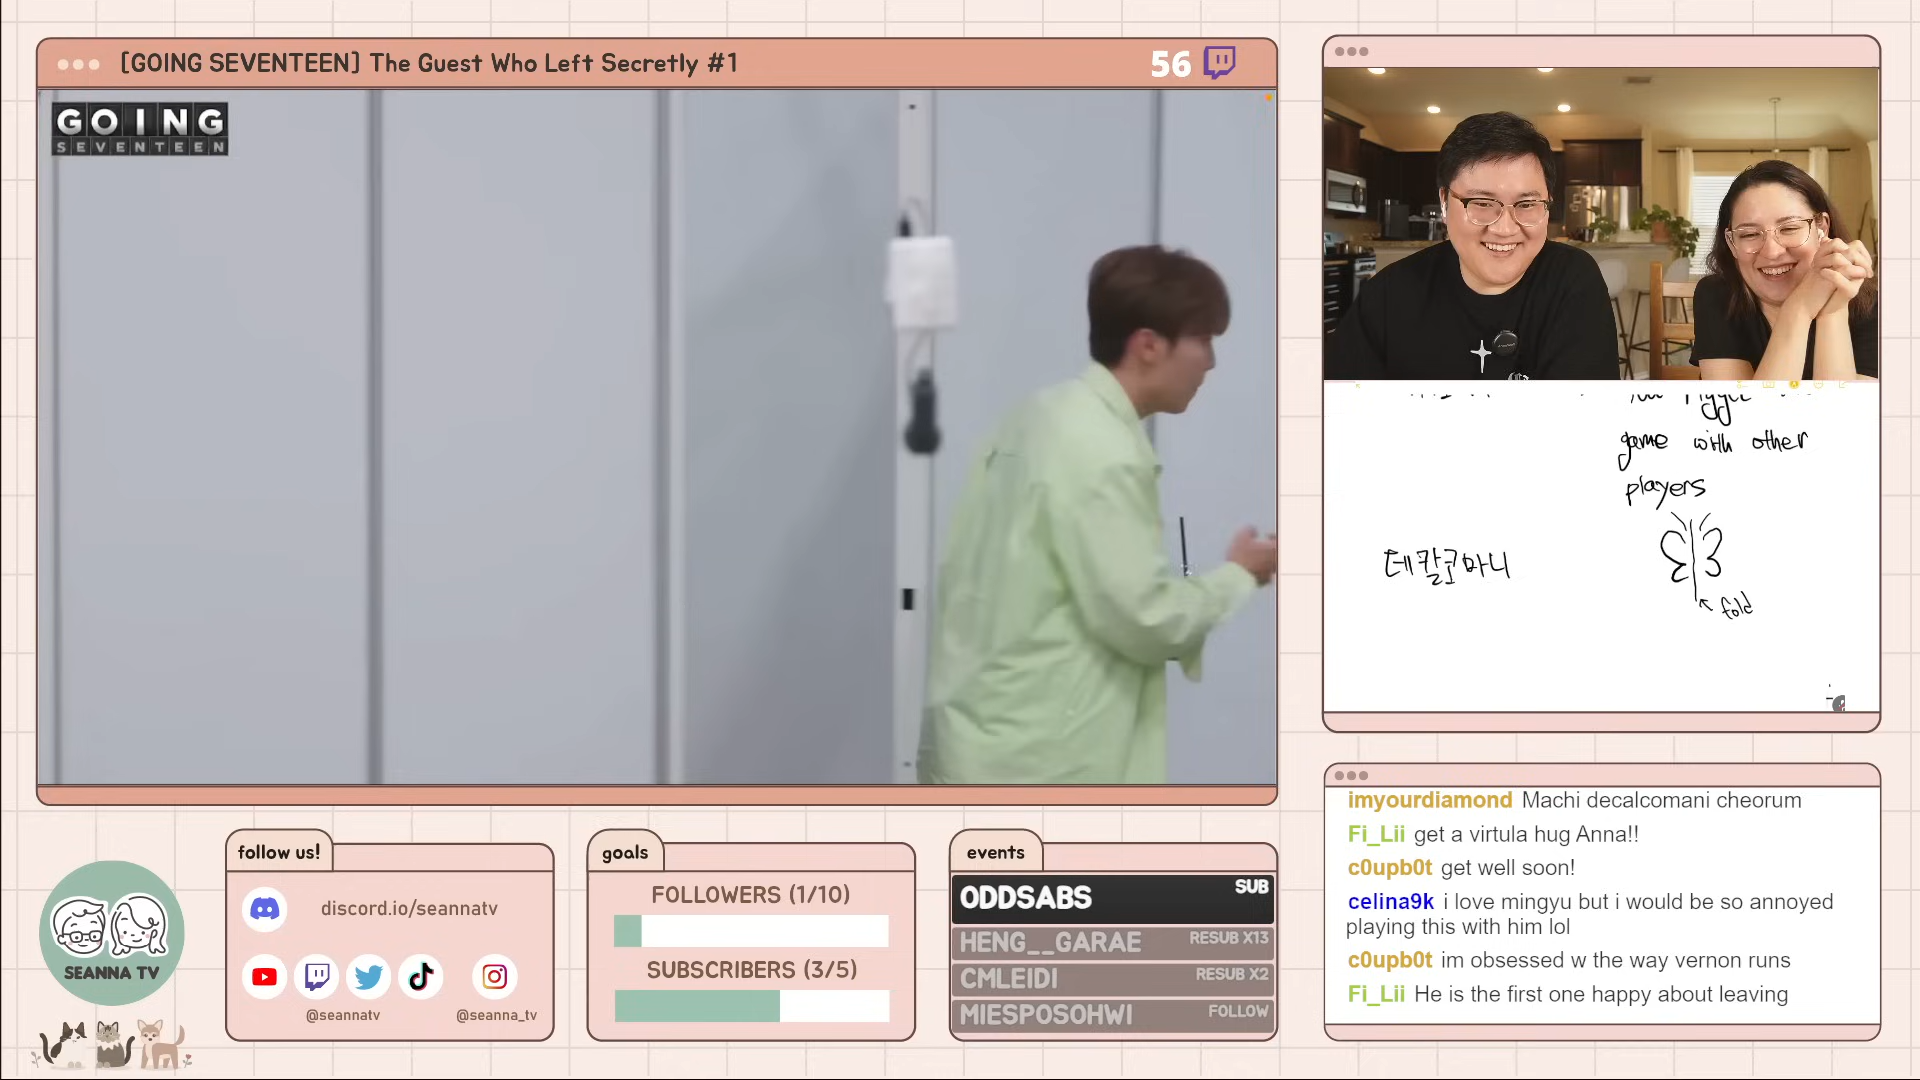 [GOING SEVENTEEN] The Guest Who Left Secretly #1
56
GOING
SEVENTEEN
game with other
players
데칼코마니
fold
follow us!
discord.io/seannatv
@seannatv
@seanna_tv
SEANNA TV
goals
FOLLOWERS (1/10)
SUBSCRIBERS (3/5)
events
ODDSABS SUB
HENG__GARAE RESUB X13
CMLEIDI RESUB X2
MIESPOSOHWI FOLLOW
imyourdiamond Machi decalcomani cheorum
Fi_Lii get a virtula hug Anna!!
c0upb0t get well soon!
celina9k i love mingyu but i would be so annoyed
playing this with him lol
c0upb0t im obsessed w the way vernon runs
Fi_Lii He is the first one happy about leaving